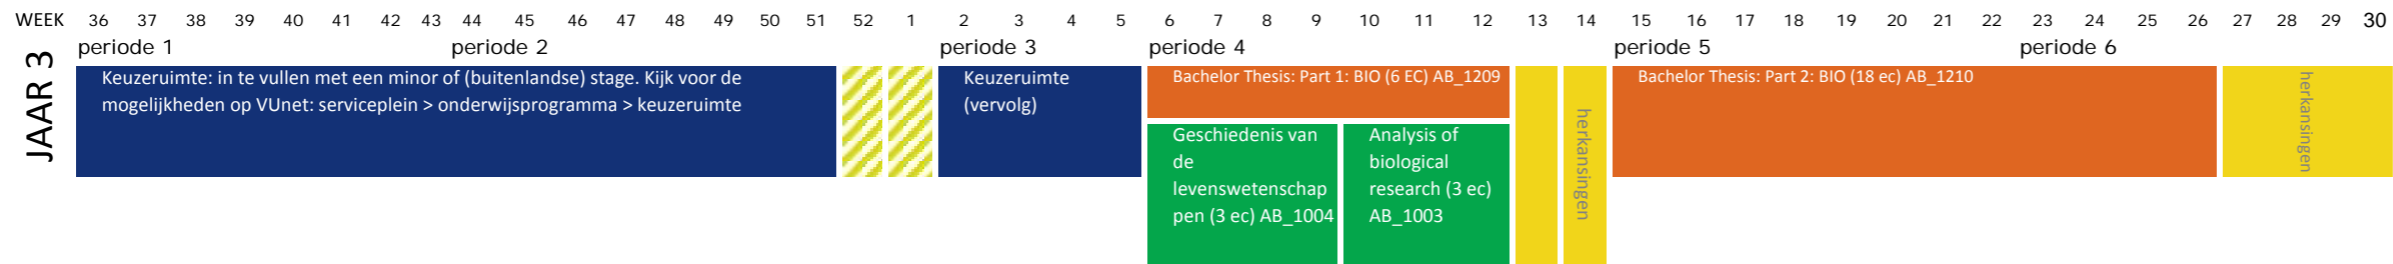 WEEK 36 37 38 39 40 41 42 43 44 45 46 47 48 49 50 51 52 1 2 3 4 5 6 7 8 9 10 11 12 13 14 15 16 17 18 19 20 21 22 23 24 25 26 27 28 29 30
periode 1 periode 2 periode 3 periode 4 periode 5 periode 6
JAAR 3
Keuzeruimte: in te vullen met een minor of (buitenlandse) stage. Kijk voor de
mogelijkheden op VUnet: serviceplein > onderwijsprogramma > keuzeruimte
Keuzeruimte
(vervolg)
Bachelor Thesis: Part 1: BIO (6 EC) AB_1209
Geschiedenis van
de
levenswetenschap
pen (3 ec) AB_1004
Analysis of
biological
research (3 ec)
AB_1003
herkansingen
Bachelor Thesis: Part 2: BIO (18 ec) AB_1210
herkansingen